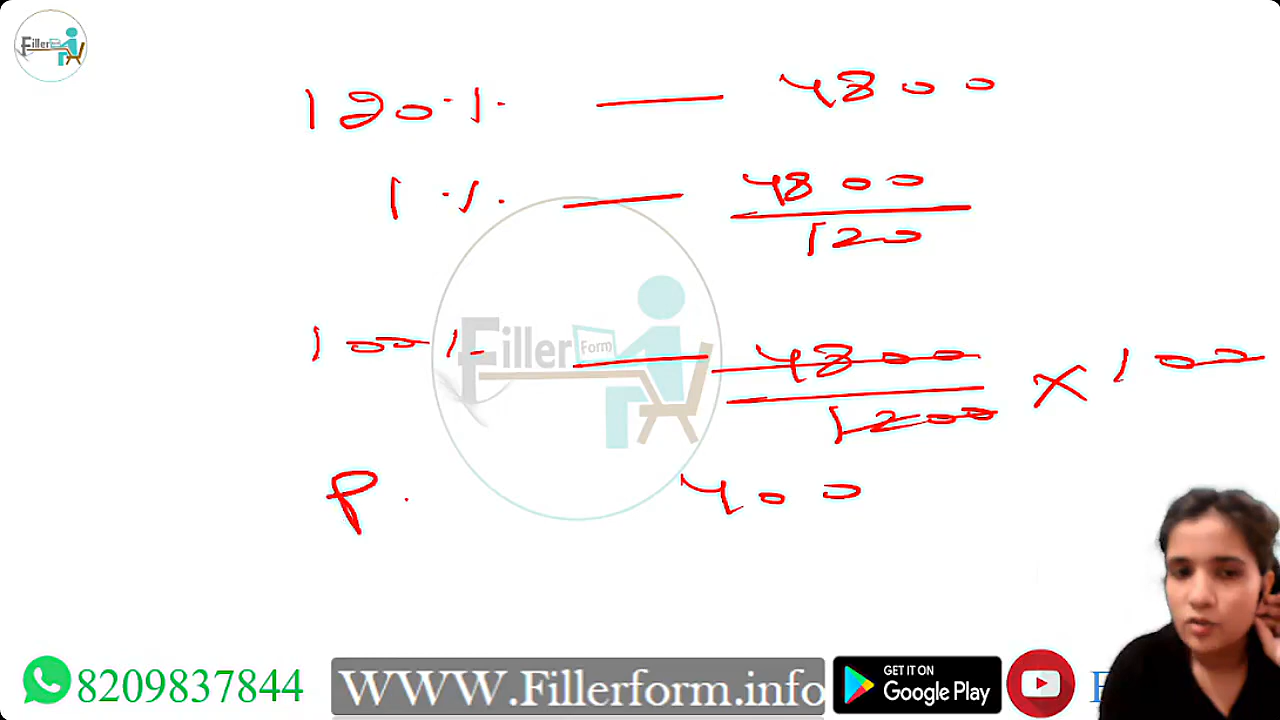 Filler
120% — 4800
1% — 4800
120
100% — 4800 × 100
1200
Filler Form
P. 400
8209837844
WWW.Fillerform.info
GET IT ON
Google Play
F